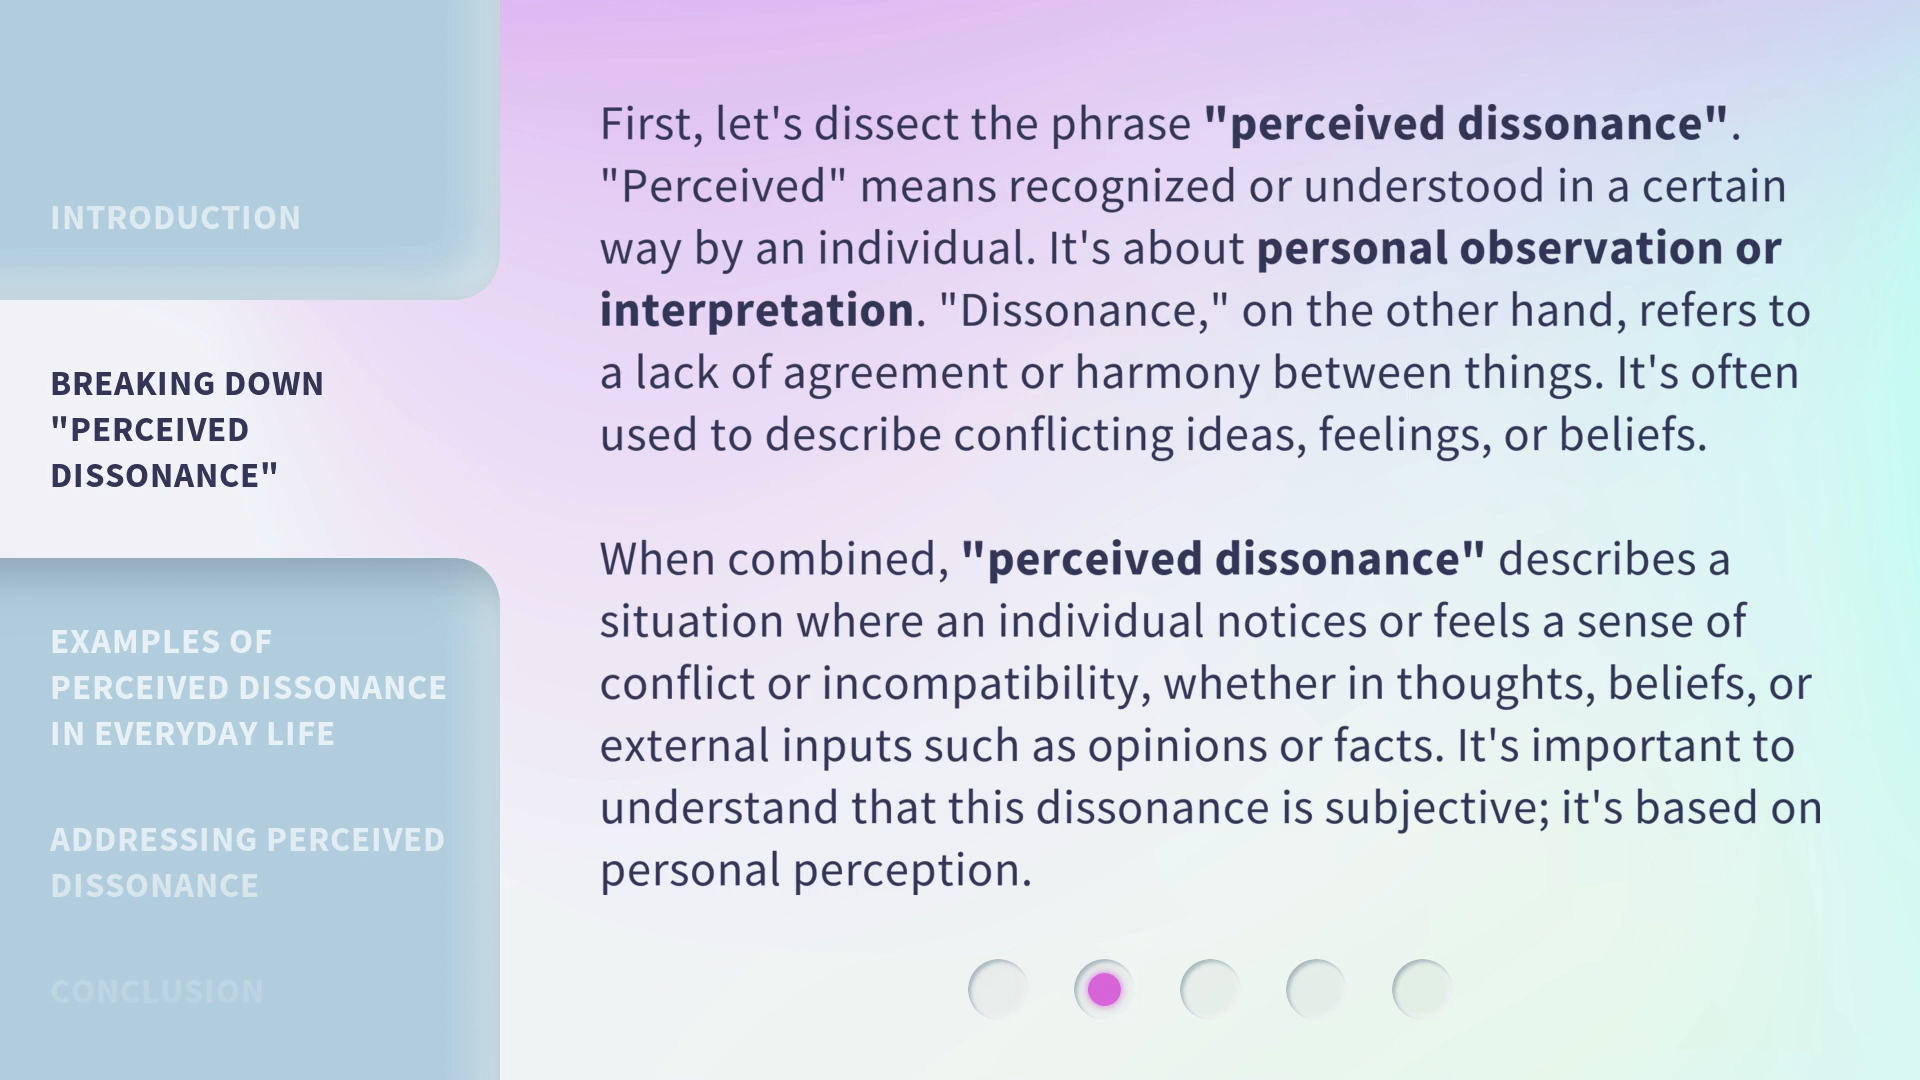 INTRODUCTION
BREAKING DOWN
"PERCEIVED
DISSONANCE"
EXAMPLES OF
PERCEIVED DISSONANCE
IN EVERYDAY LIFE
ADDRESSING PERCEIVED
DISSONANCE
CONCLUSION
First, let's dissect the phrase "perceived dissonance".
"Perceived" means recognized or understood in a certain
way by an individual. It's about personal observation or
interpretation. "Dissonance," on the other hand, refers to
a lack of agreement or harmony between things. It's often
used to describe conflicting ideas, feelings, or beliefs.
When combined, "perceived dissonance" describes a
situation where an individual notices or feels a sense of
conflict or incompatibility, whether in thoughts, beliefs, or
external inputs such as opinions or facts. It's important to
understand that this dissonance is subjective; it's based on
personal perception.